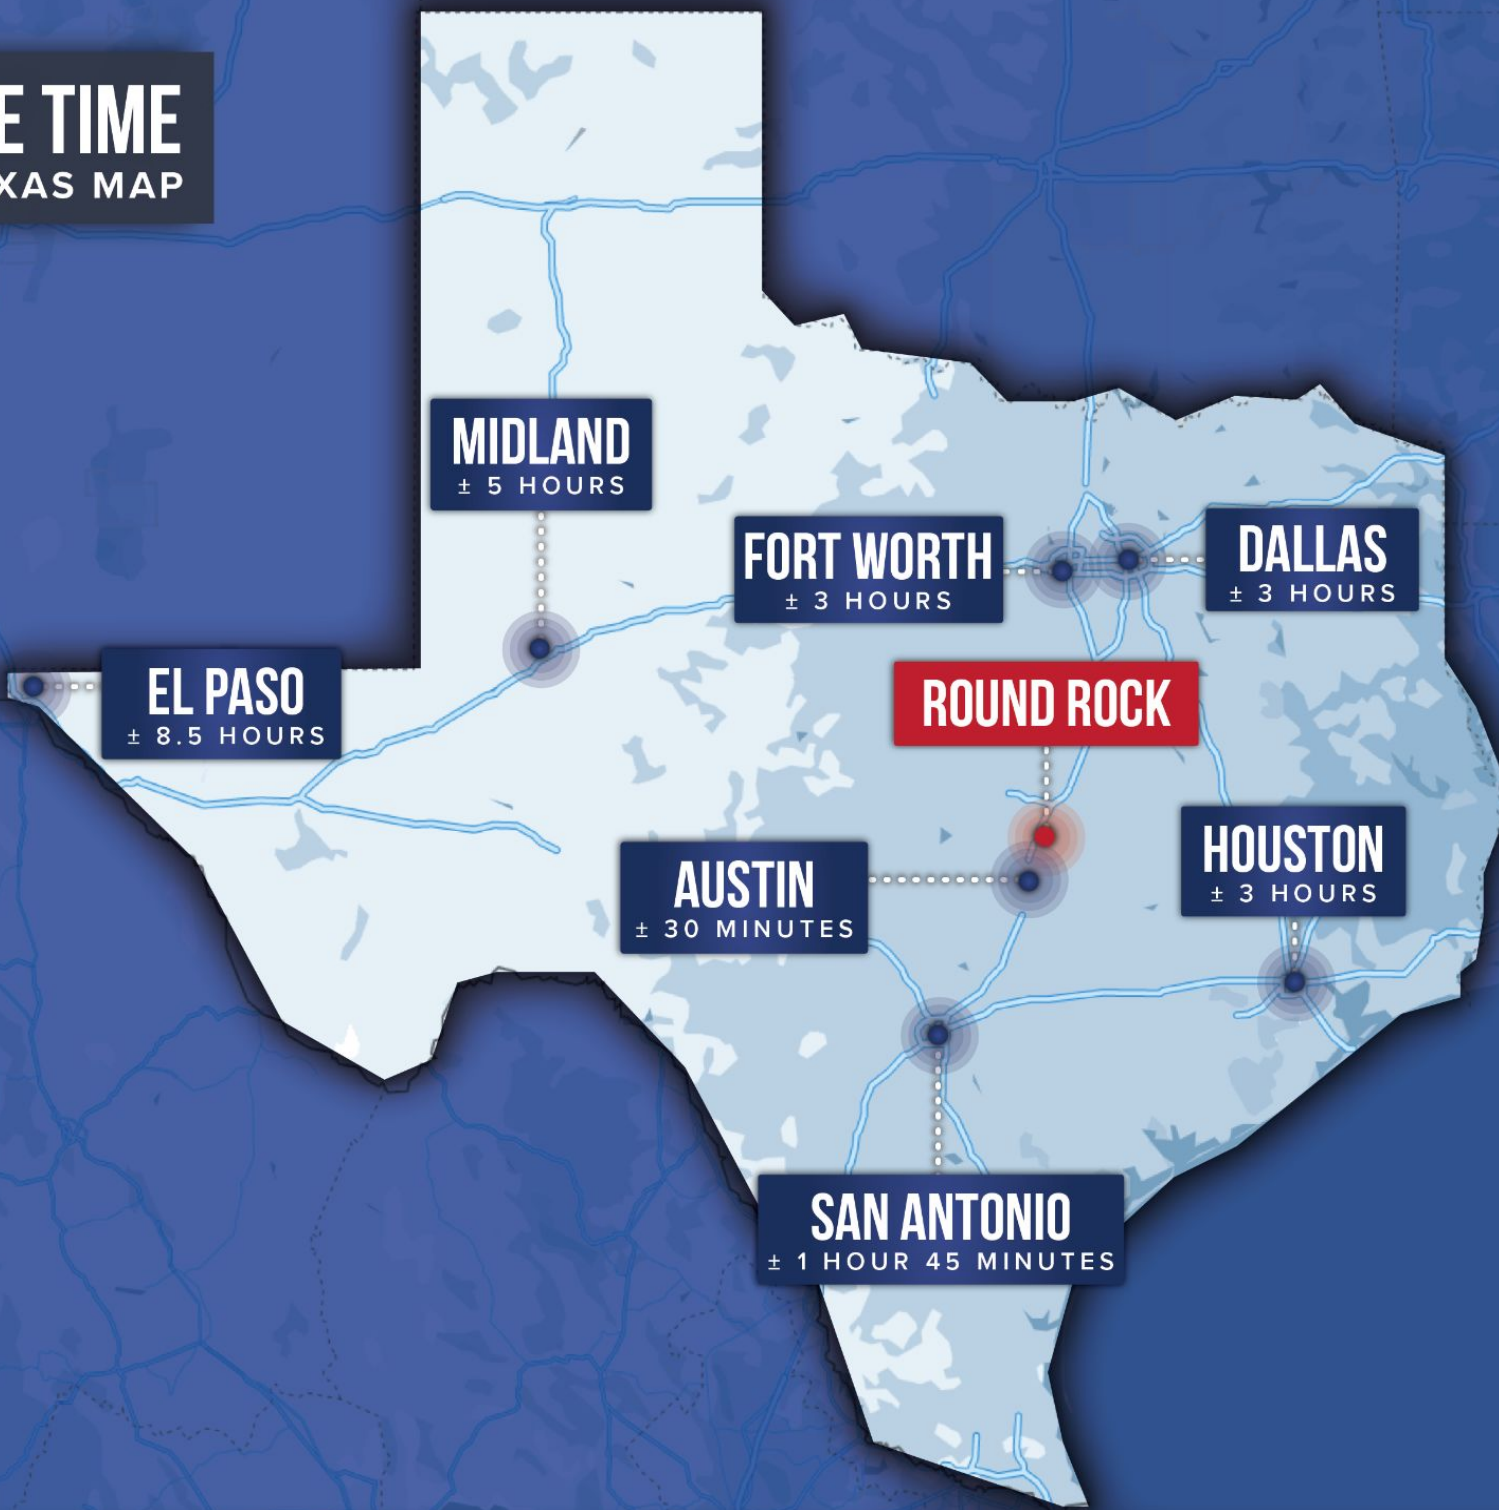 E TIME
XAS MAP
MIDLAND
± 5 HOURS
FORT WORTH
± 3 HOURS
DALLAS
± 3 HOURS
EL PASO
± 8.5 HOURS
ROUND ROCK
HOUSTON
± 3 HOURS
AUSTIN
± 30 MINUTES
SAN ANTONIO
± 1 HOUR 45 MINUTES